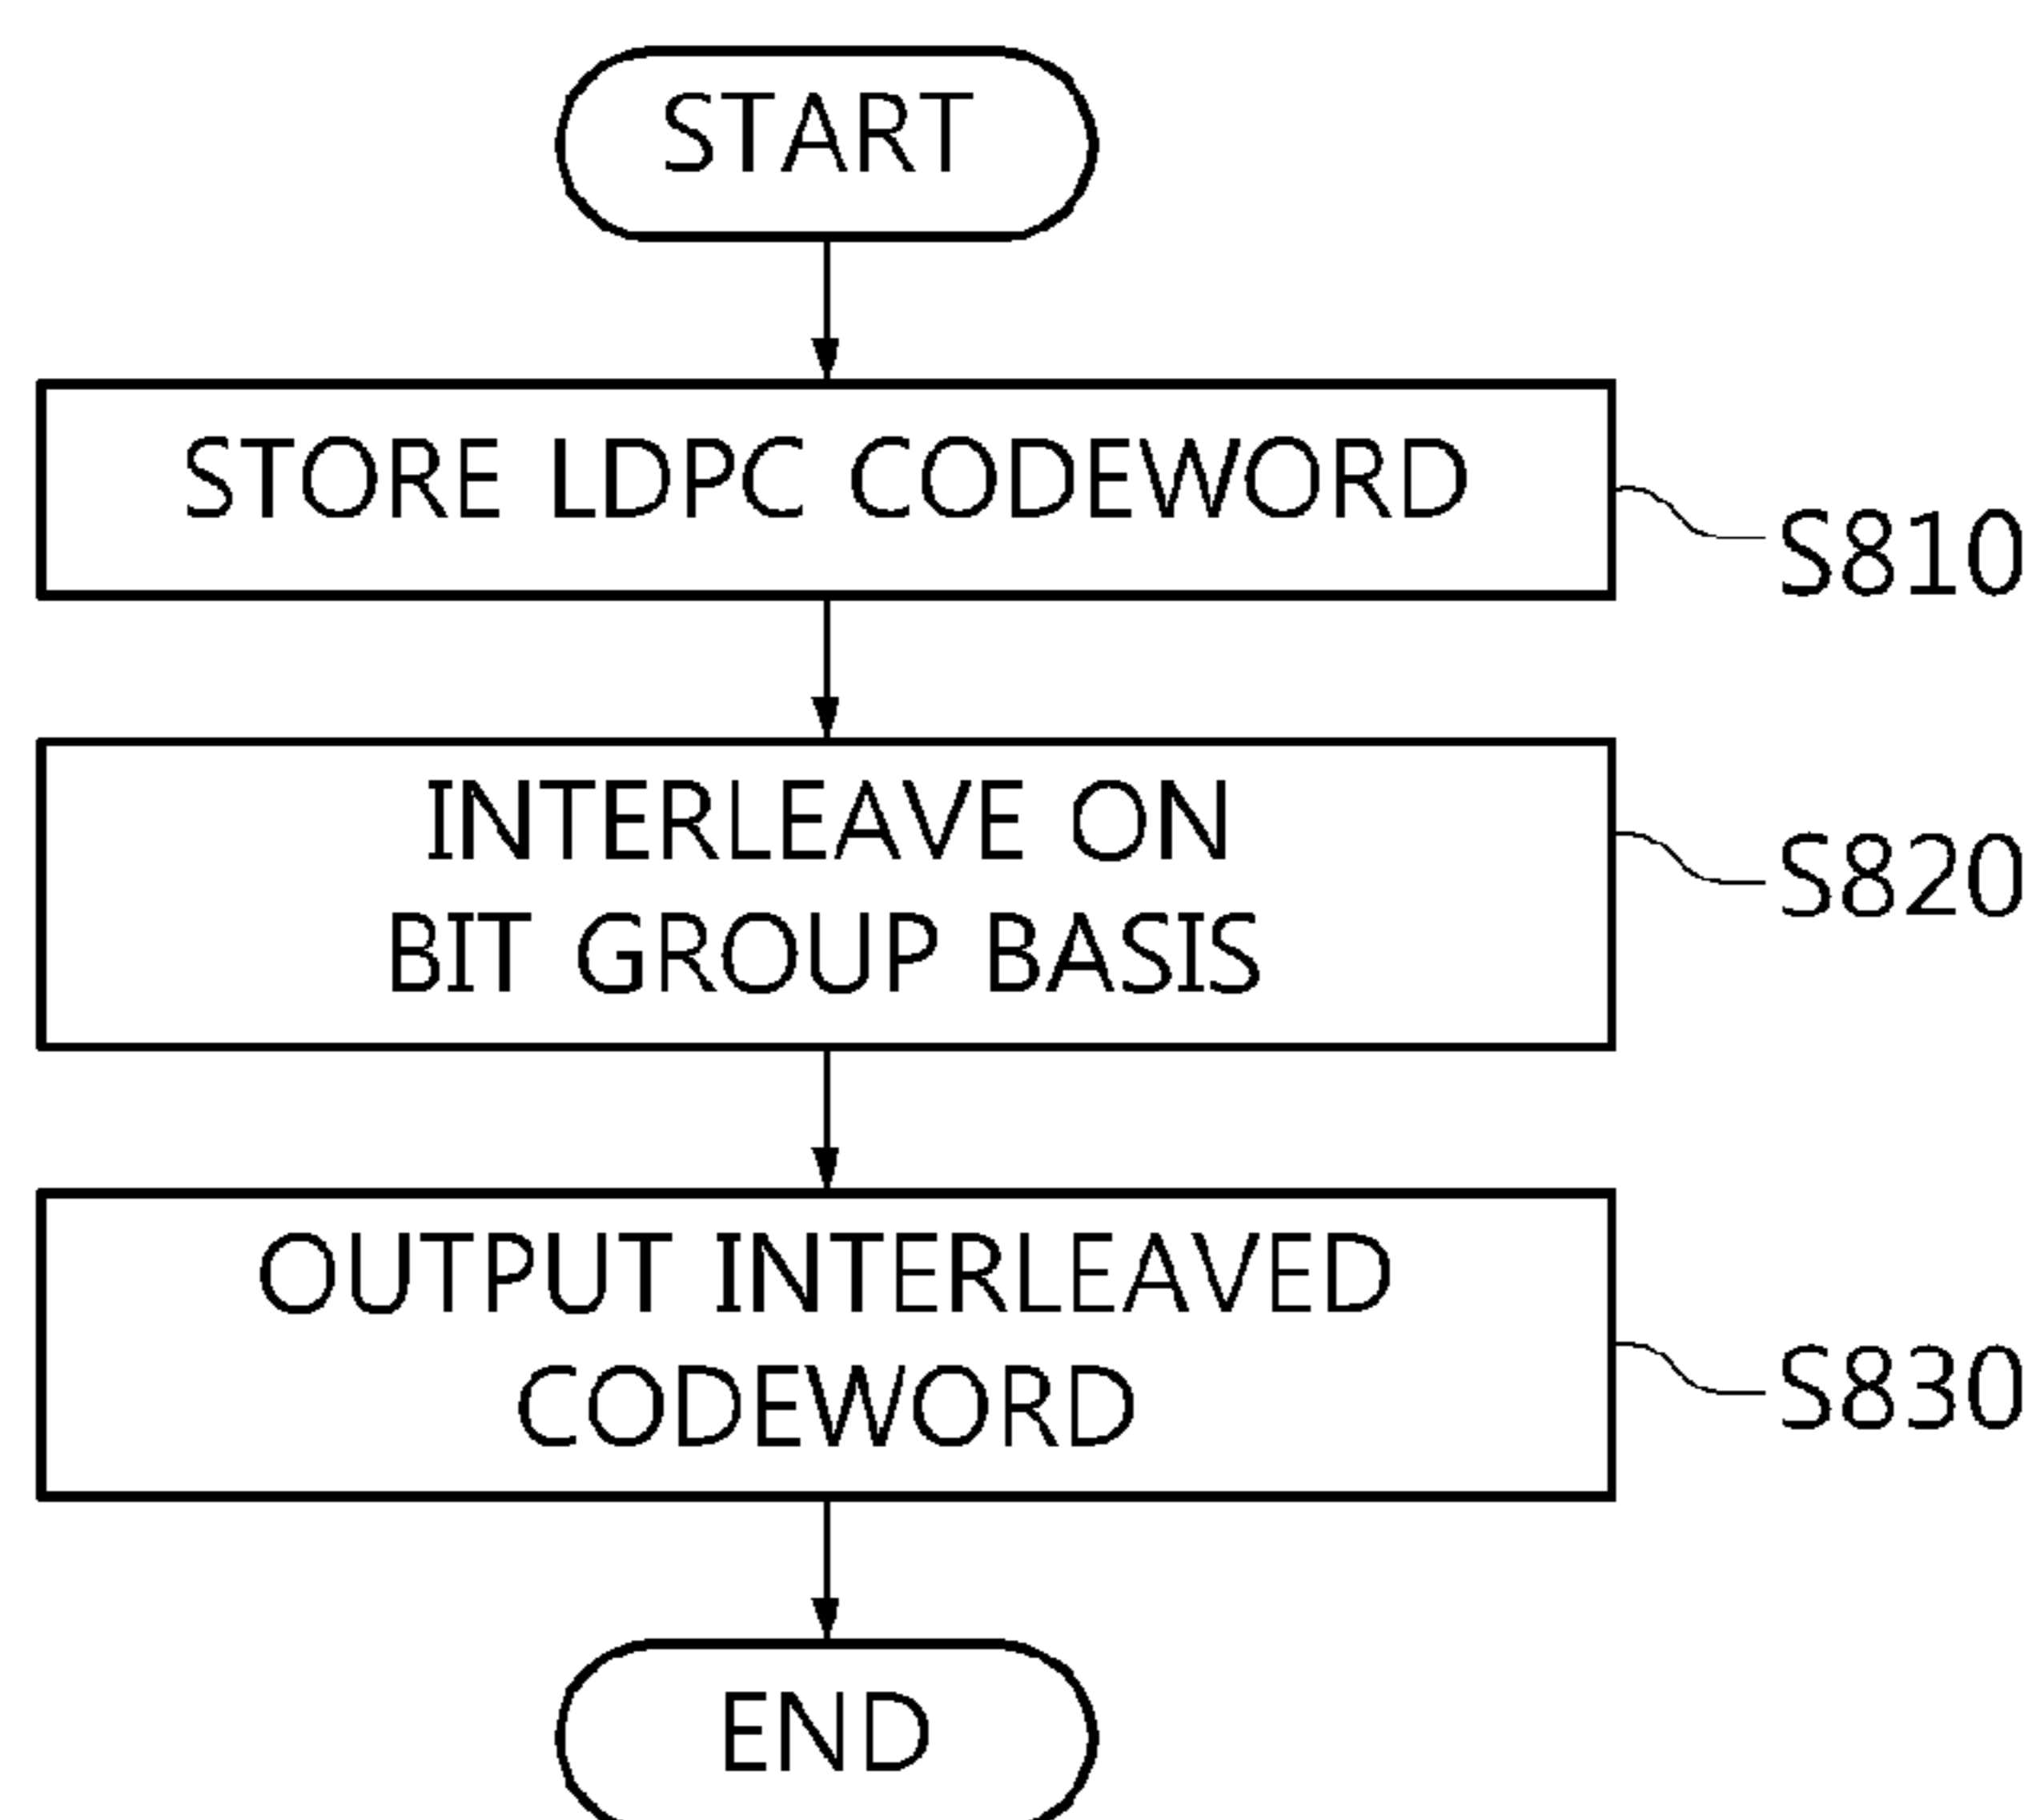 START
STORE LDPC CODEWORD
S810
INTERLEAVE ON
BIT GROUP BASIS
S820
OUTPUT INTERLEAVED
CODEWORD
S830
END